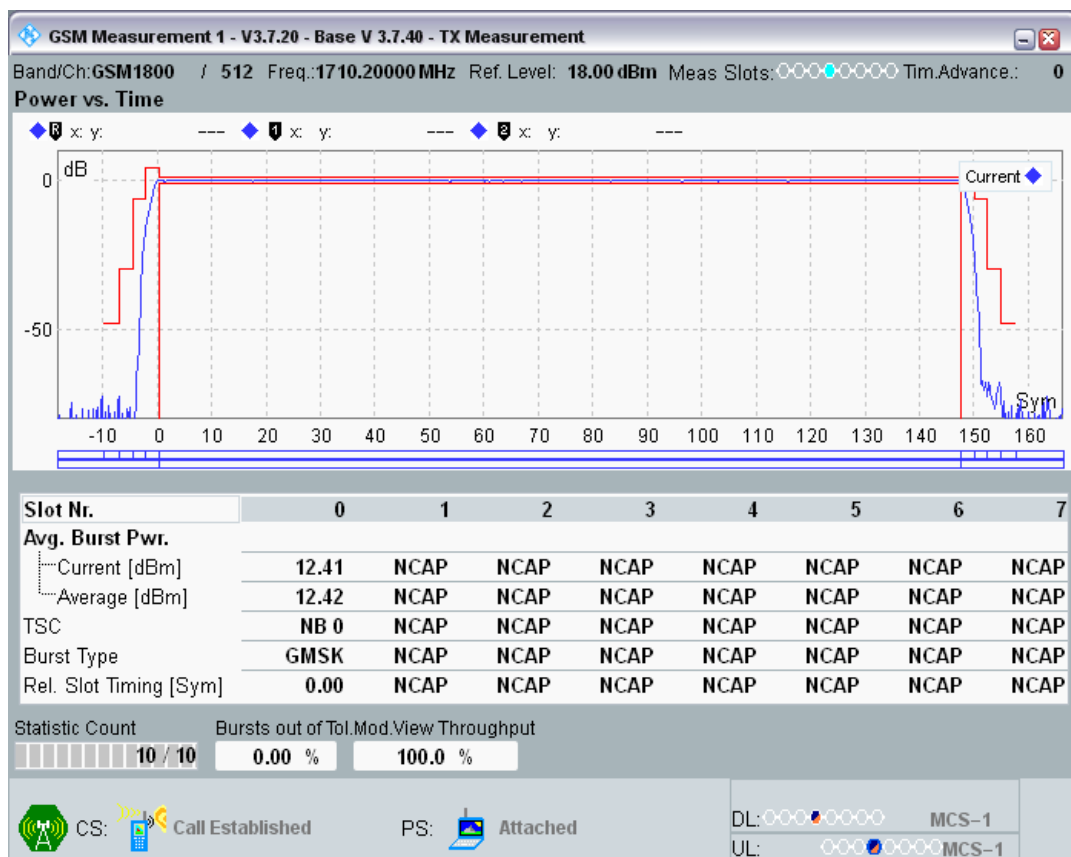 GSM Measurement 1 - V3.7.20 - Base V 3.7.40 - TX Measurement
Band/Ch:GSM1800 / 512 Freq.:1710.20000 MHz Ref. Level: 18.00 dBm Meas Slots: Tim.Advance.: 0
Power vs. Time
R x: y: --- 1 x: y: --- 2 x: y: ---
dB
Current
0
-50
Sym
-10 0 10 20 30 40 50 60 70 80 90 100 110 120 130 140 150 160
Slot Nr. 0 1 2 3 4 5 6 7
Avg. Burst Pwr.
Current [dBm] 12.41 NCAP NCAP NCAP NCAP NCAP NCAP NCAP
Average [dBm] 12.42 NCAP NCAP NCAP NCAP NCAP NCAP NCAP
TSC NB 0 NCAP NCAP NCAP NCAP NCAP NCAP NCAP
Burst Type GMSK NCAP NCAP NCAP NCAP NCAP NCAP NCAP
Rel. Slot Timing [Sym] 0.00 NCAP NCAP NCAP NCAP NCAP NCAP NCAP
Statistic Count Bursts out of Tol.Mod.View Throughput
10 / 10 0.00 % 100.0 %
CS: Call Established PS: Attached
DL: MCS-1
UL: MCS-1